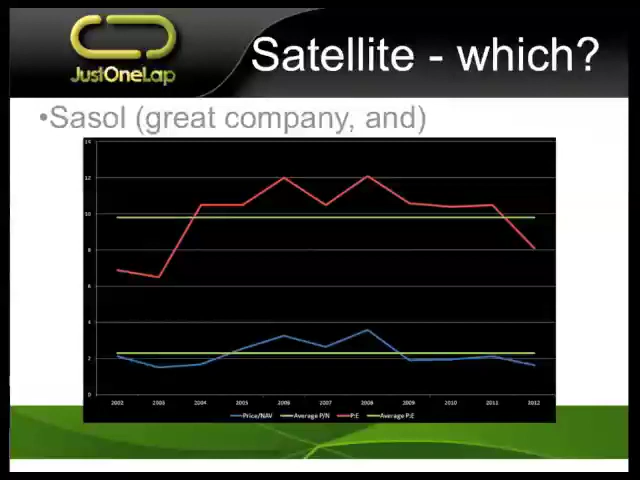 JustOneLap
Satellite - which?
•Sasol (great company, and)
14
12
10
8
6
4
2
0
2002 2003 2004 2005 2006 2007 2008 2009 2010 2011 2012
Price/NAV Average P/N P:E Average P:E